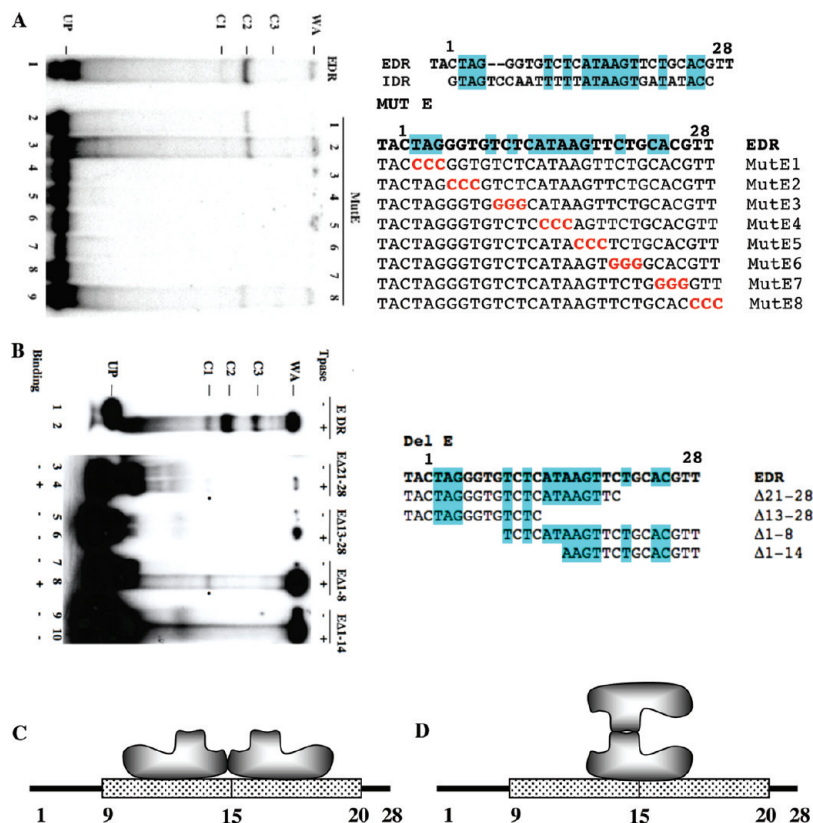 A
UP
C1
C2
C3
WA
EDR
1
2
3
4
5
6
7
8
9
1
2
3
4
5
6
7
8
MutE
1 28
EDR TACTAG--GGTGTCTCATAAGTTCTGCACGTT
IDR GTAGTCCAATTTTTATAAGTGATATACC
MUT E
1 28
TACTAGGGTGTCTCATAAGTTCTGCACGTT EDR
TACCCCGGTGTCTCATAAGTTCTGCACGTT MutE1
TACTAGCCCGTCTCATAAGTTCTGCACGTT MutE2
TACTAGGGTGGGGCATAAGTTCTGCACGTT MutE3
TACTAGGGTGTCTCCCCAGTTCTGCACGTT MutE4
TACTAGGGTGTCTCATACCCTCTGCACGTT MutE5
TACTAGGGTGTCTCATAAGTGGGGCACGTT MutE6
TACTAGGGTGTCTCATAAGTTCTGGGGGTT MutE7
TACTAGGGTGTCTCATAAGTTCTGCACCCC MutE8
B
Binding
UP
C1
C2
C3
WA
Tpase
1 - E DR
2 +
- 3 - EΔ21-28
+ 4 +
- 5 - EΔ13-28
- 6 +
- 7 - EΔ1-8
+ 8 +
- 9 - EΔ1-14
- 10 +
Del E
1 28
TACTAGGGTGTCTCATAAGTTCTGCACGTT EDR
TACTAGGGTGTCTCATAAGTTC Δ21-28
TACTAGGGTGTCTC Δ13-28
TCTCATAAGTTCTGCACGTT Δ1-8
AAGTTCTGCACGTT Δ1-14
C
1 9 15 20 28
D
1 9 15 20 28